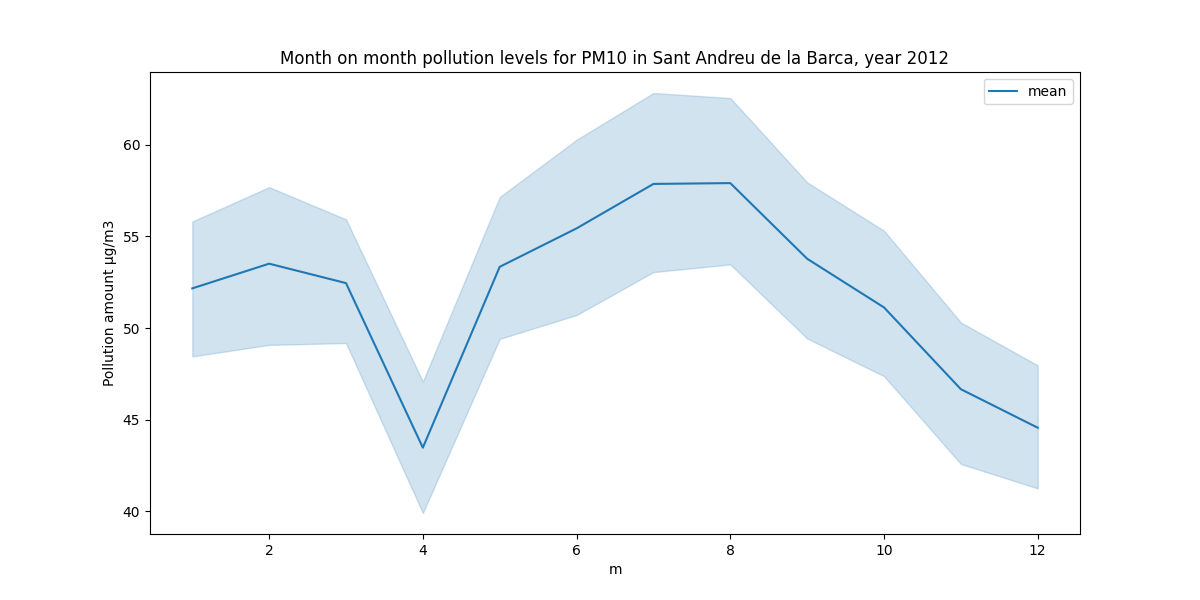 Month on month pollution levels for PM10 in Sant Andreu de la Barca, year 2012
mean
Pollution amount µg/m3
60
55
50
45
40
2 4 6 8 10 12
m